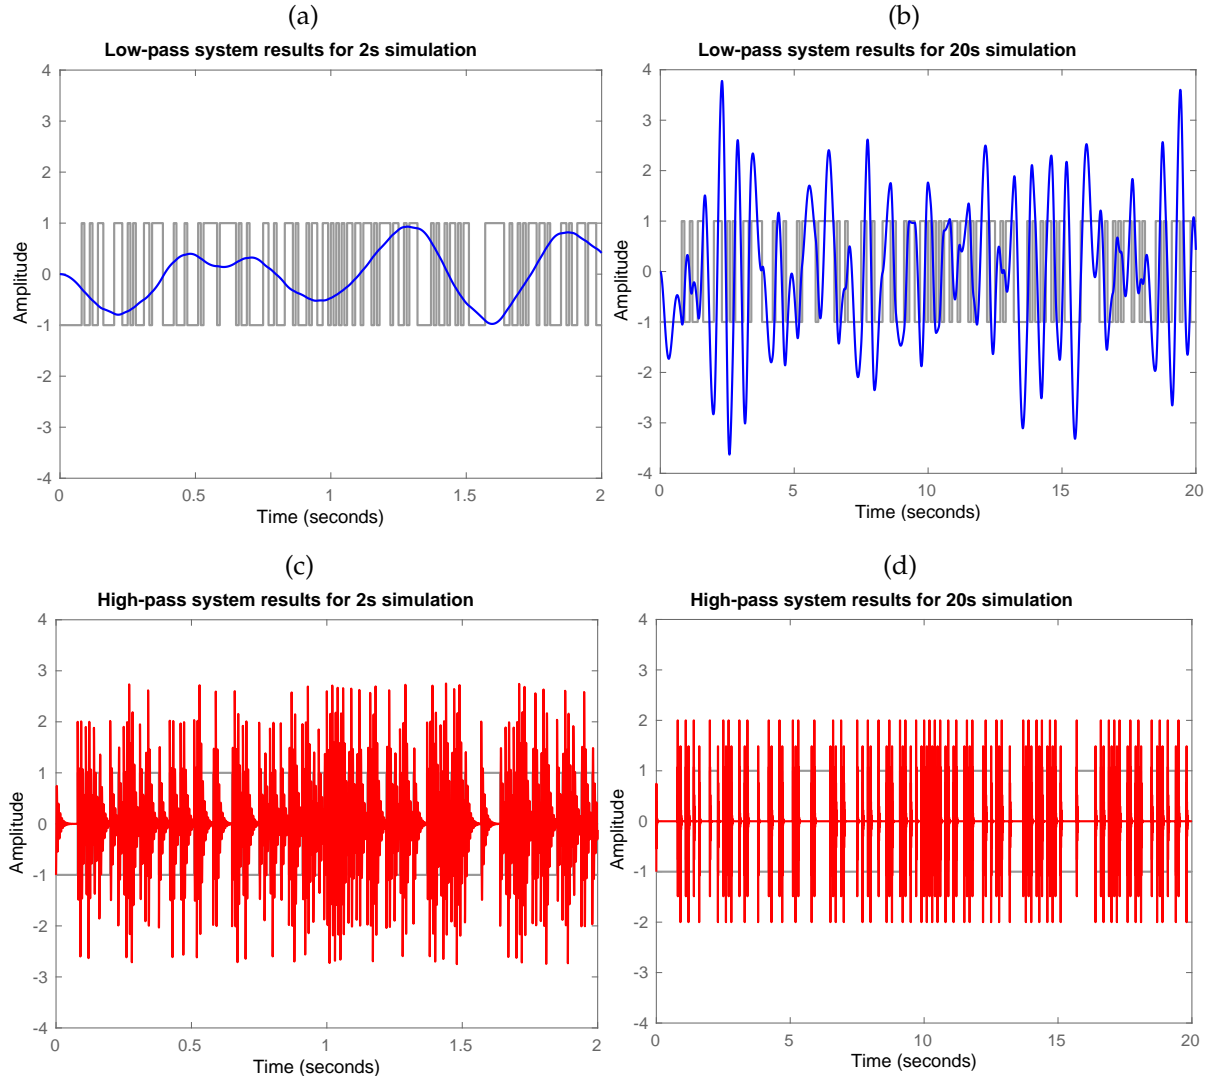 (a)
Low-pass system results for 2s simulation
4
3
2
1
0
-1
-2
-3
-4
Amplitude
0 0.5 1 1.5 2
Time (seconds)
(b)
Low-pass system results for 20s simulation
4
3
2
1
0
-1
-2
-3
-4
Amplitude
0 5 10 15 20
Time (seconds)
(c)
High-pass system results for 2s simulation
4
3
2
1
0
-1
-2
-3
-4
Amplitude
0 0.5 1 1.5 2
Time (seconds)
(d)
High-pass system results for 20s simulation
4
3
2
1
0
-1
-2
-3
-4
Amplitude
0 5 10 15 20
Time (seconds)